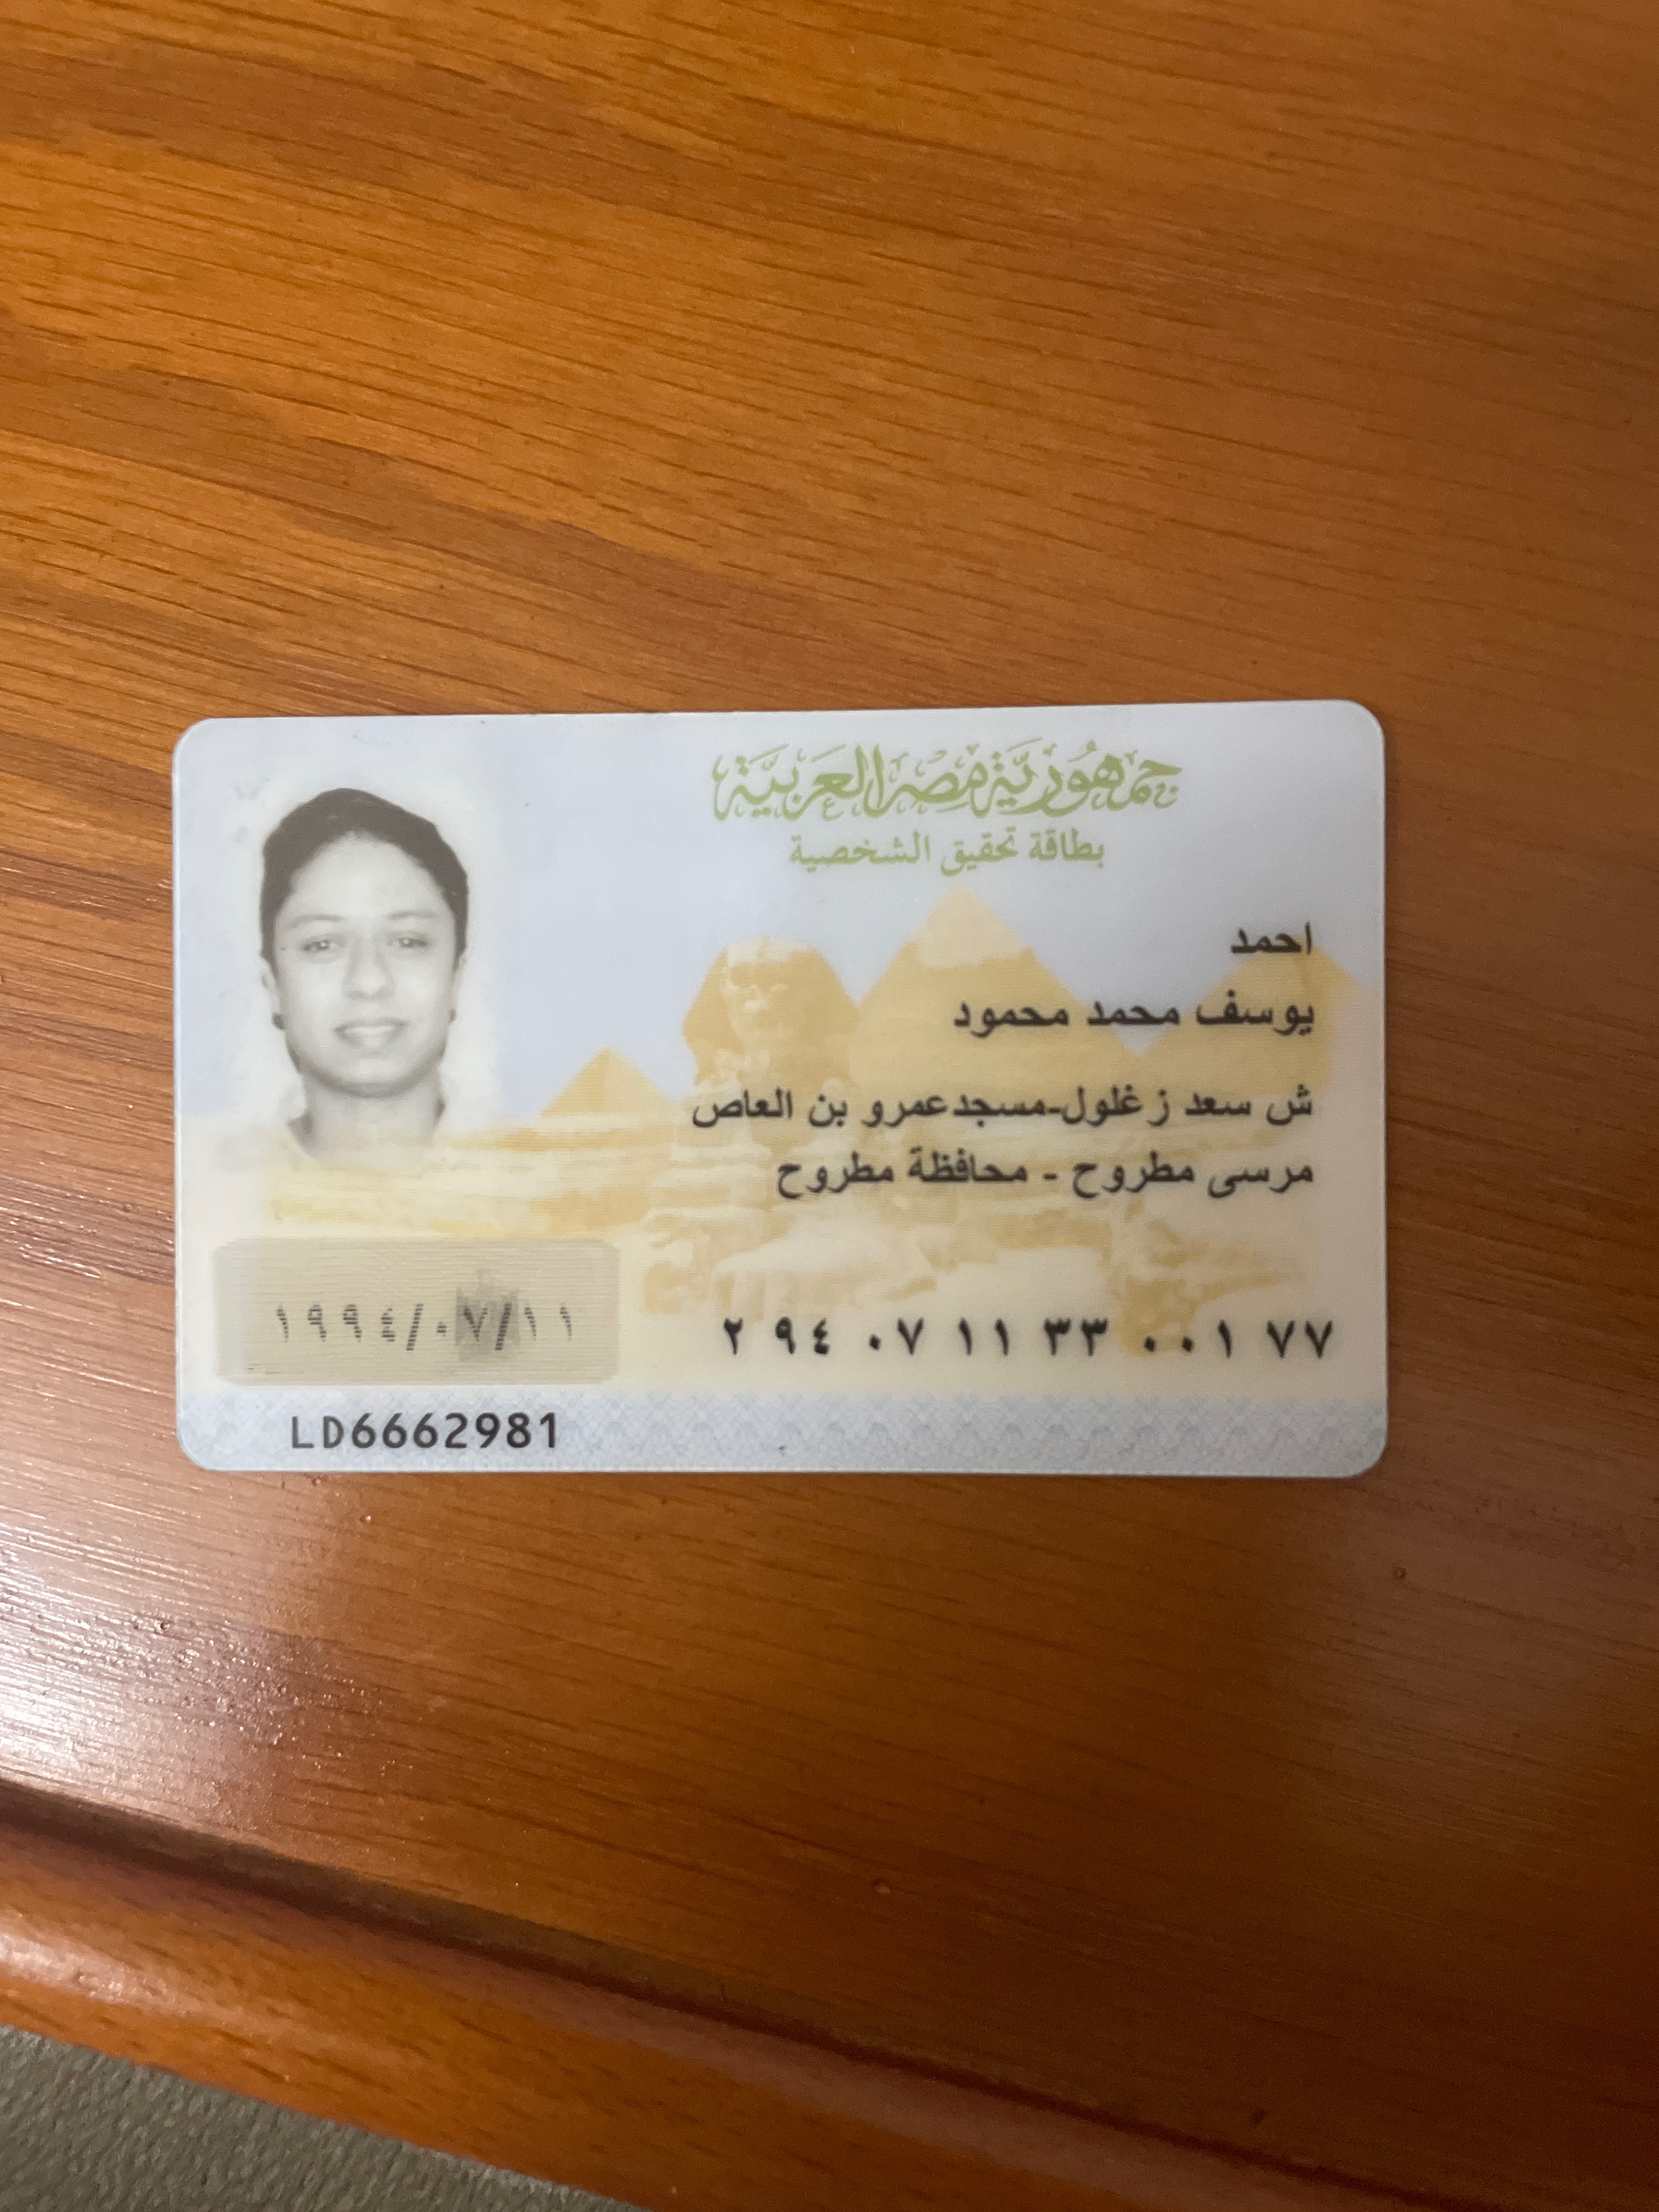 جمهورية مصر العربية
بطاقة تحقيق الشخصية
احمد
يوسف محمد محمود
ش سعد زغلول-مسجدعمرو بن العاص
مرسى مطروح - محافظة مطروح
٢ ٩٤ ٠٧ ١١ ٣٣ ٠٠١ ٧٧
١٩٩٤/٠٧/١١
LD6662981